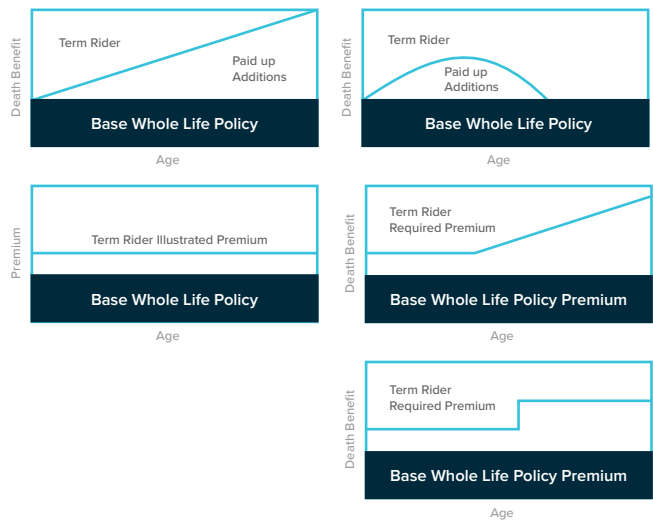 Death Benefit
Term Rider
Paid up
Additions
Base Whole Life Policy
Age
Death Benefit
Term Rider
Paid up
Additions
Base Whole Life Policy
Age
Premium
Term Rider Illustrated Premium
Base Whole Life Policy
Age
Death Benefit
Term Rider
Required Premium
Base Whole Life Policy Premium
Age
Death Benefit
Term Rider
Required Premium
Base Whole Life Policy Premium
Age